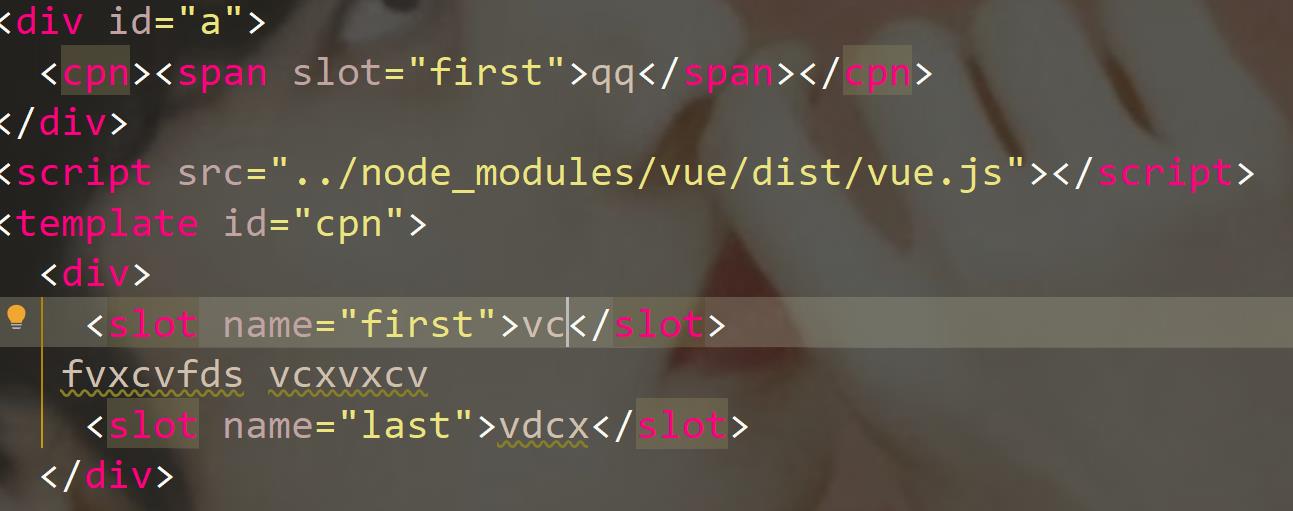 <div id="a">
<cpn><span slot="first">qq</span></cpn>
</div>
<script src="../node_modules/vue/dist/vue.js"></script>
<template id="cpn">
<div>
<slot name="first">vc</slot>
fvxcvfds vcxvxcv
<slot name="last">vdcx</slot>
</div>